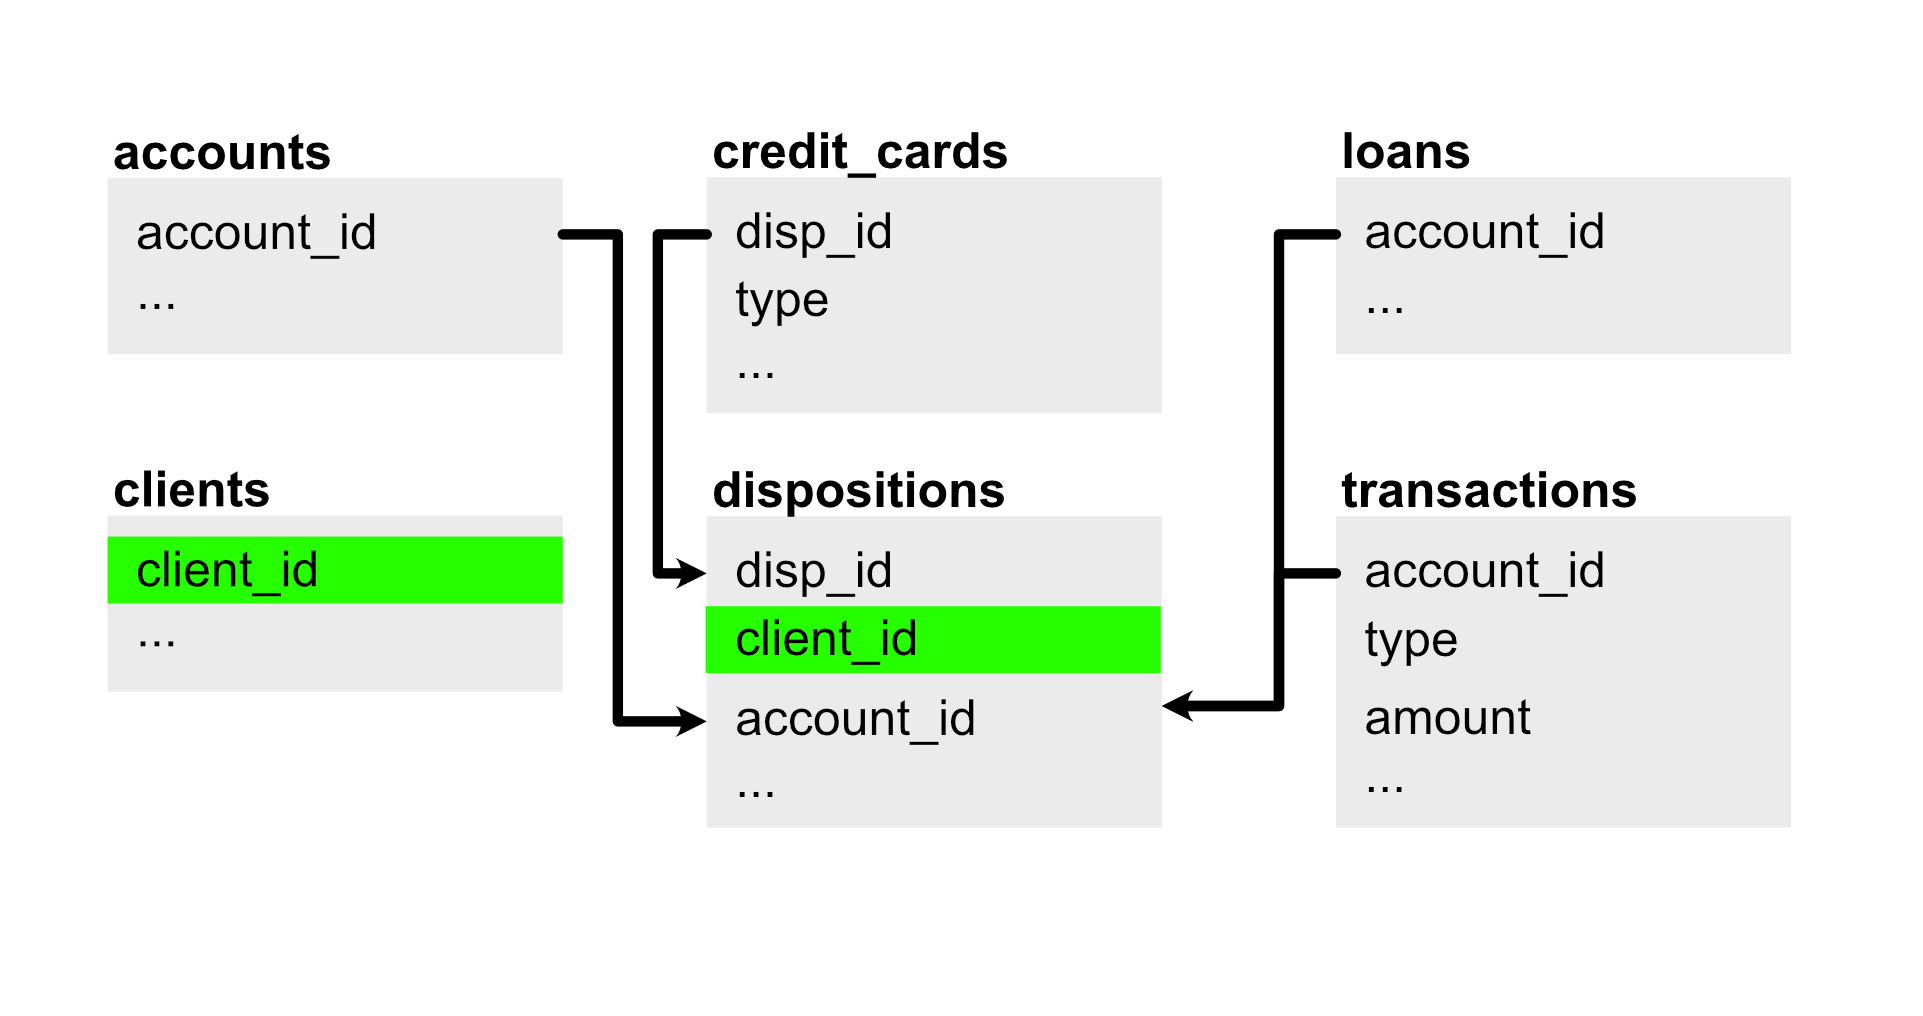 accounts
account_id
...
credit_cards
disp_id
type
...
loans
account_id
...
clients
client_id
...
dispositions
disp_id
client_id
account_id
...
transactions
account_id
type
amount
...